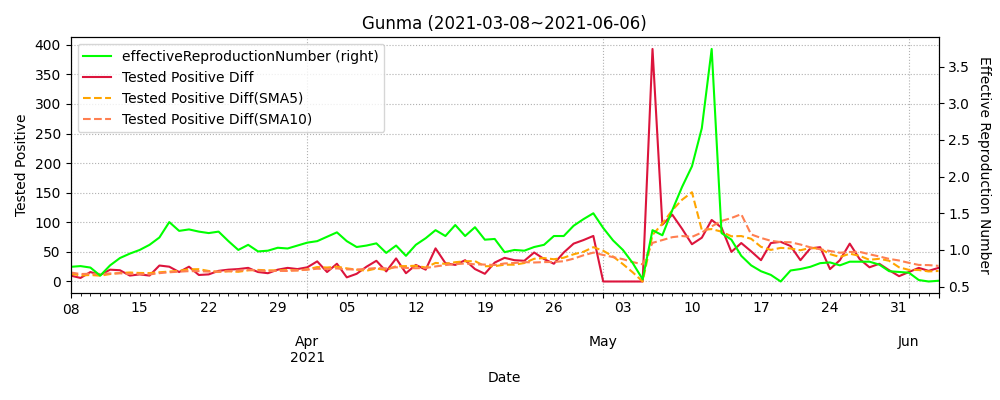 Gunma (2021-03-08~2021-06-06)
effectiveReproductionNumber (right)
Tested Positive Diff
Tested Positive Diff(SMA5)
Tested Positive Diff(SMA10)
Tested Positive
400
350
300
250
200
150
100
50
0
Effective Reproduction Number
3.5
3.0
2.5
2.0
1.5
1.0
0.5
08 15 22 29 05 12 19 26 03 10 17 24 31
Apr May Jun
2021
Date